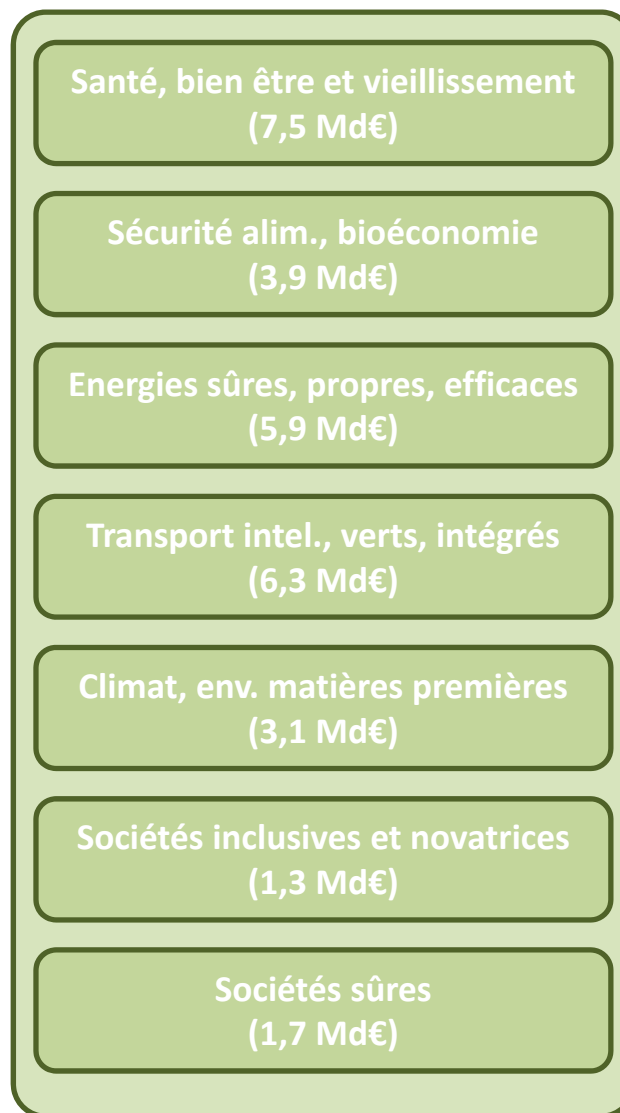 Santé, bien être et vieillissement
(7,5 Md€)
Sécurité alim., bioéconomie
(3,9 Md€)
Energies sûres, propres, efficaces
(5,9 Md€)
Transport intel., verts, intégrés
(6,3 Md€)
Climat, env. matières premières
(3,1 Md€)
Sociétés inclusives et novatrices
(1,3 Md€)
Sociétés sûres
(1,7 Md€)